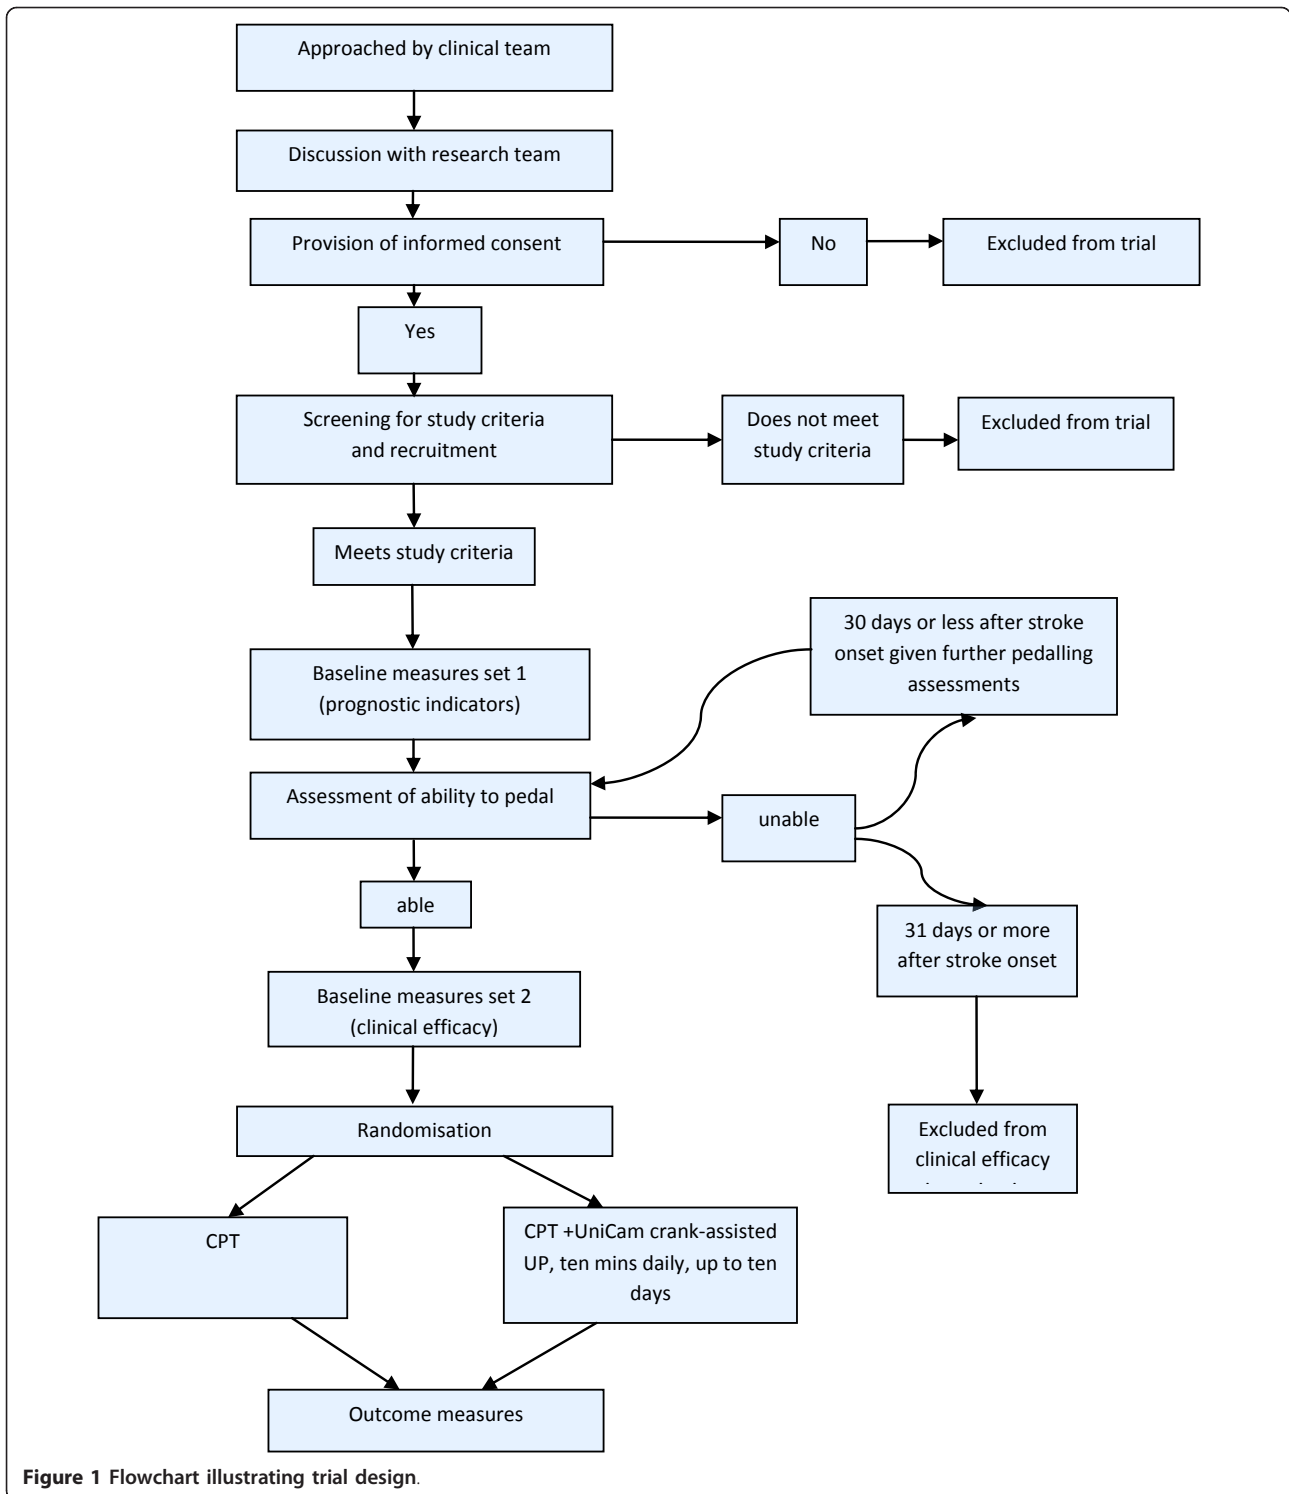 Approached by clinical team
Discussion with research team
Provision of informed consent
No
Excluded from trial
Yes
Screening for study criteria
and recruitment
Does not meet
study criteria
Excluded from trial
Meets study criteria
30 days or less after stroke
onset given further pedalling
assessments
Baseline measures set 1
(prognostic indicators)
Assessment of ability to pedal
unable
able
31 days or more
after stroke onset
Baseline measures set 2
(clinical efficacy)
Randomisation
Excluded from
clinical efficacy
CPT
CPT +UniCam crank-assisted
UP, ten mins daily, up to ten
days
Outcome measures
Figure 1 Flowchart illustrating trial design.